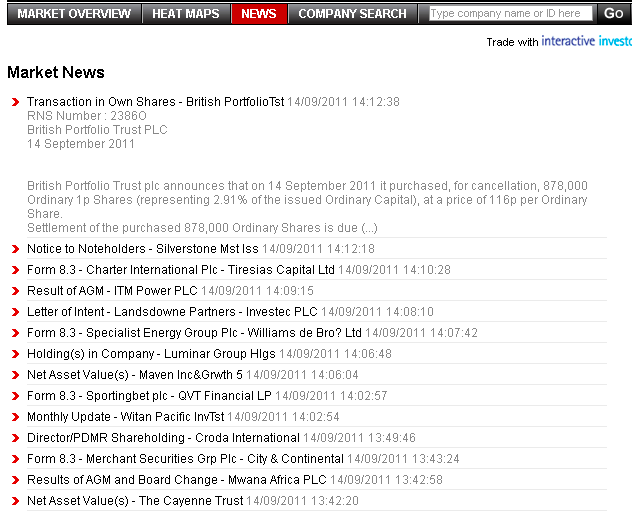 MARKET OVERVIEW HEAT MAPS NEWS COMPANY SEARCH Type company name or ID here Go
Trade with interactive investo
Market News
Transaction in Own Shares - British PortfolioTst 14/09/2011 14:12:38
RNS Number : 2386O
British Portfolio Trust PLC
14 September 2011
British Portfolio Trust plc announces that on 14 September 2011 it purchased, for cancellation, 878,000
Ordinary 1p Shares (representing 2.91% of the issued Ordinary Capital), at a price of 116p per Ordinary
Share.
Settlement of the purchased 878,000 Ordinary Shares is due (...)
Notice to Noteholders - Silverstone Mst Iss 14/09/2011 14:12:18
Form 8.3 - Charter International Plc - Tiresias Capital Ltd 14/09/2011 14:10:28
Result of AGM - ITM Power PLC 14/09/2011 14:09:15
Letter of Intent - Landsdowne Partners - Investec PLC 14/09/2011 14:08:10
Form 8.3 - Specialist Energy Group Plc - Williams de Bro? Ltd 14/09/2011 14:07:42
Holding(s) in Company - Luminar Group Hlgs 14/09/2011 14:06:48
Net Asset Value(s) - Maven Inc&Grwth 5 14/09/2011 14:06:04
Form 8.3 - Sportingbet plc - QVT Financial LP 14/09/2011 14:02:57
Monthly Update - Witan Pacific InvTst 14/09/2011 14:02:54
Director/PDMR Shareholding - Croda International 14/09/2011 13:49:46
Form 8.3 - Merchant Securities Grp Plc - City & Continental 14/09/2011 13:43:24
Results of AGM and Board Change - Mwana Africa PLC 14/09/2011 13:42:58
Net Asset Value(s) - The Cayenne Trust 14/09/2011 13:42:20